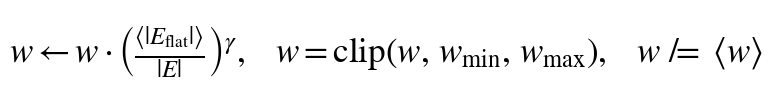 w ← w · (⟨|E_flat|⟩ / |E|)^γ, w = clip(w, w_min, w_max), w /= ⟨w⟩